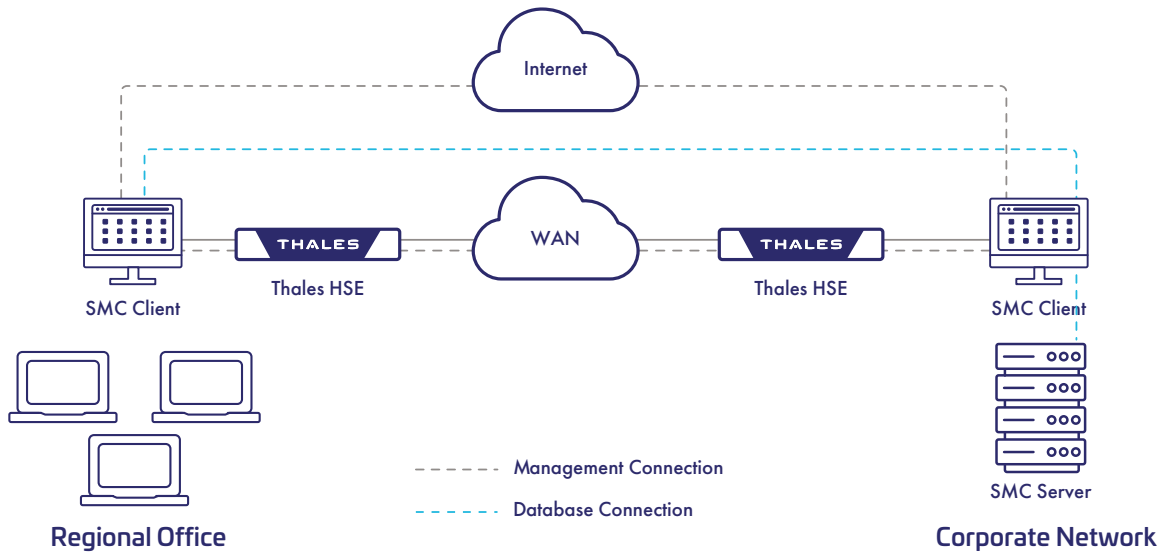 Internet
WAN
THALES
THALES
Thales HSE
Thales HSE
SMC Client
SMC Client
Management Connection
SMC Server
Database Connection
Regional Office
Corporate Network